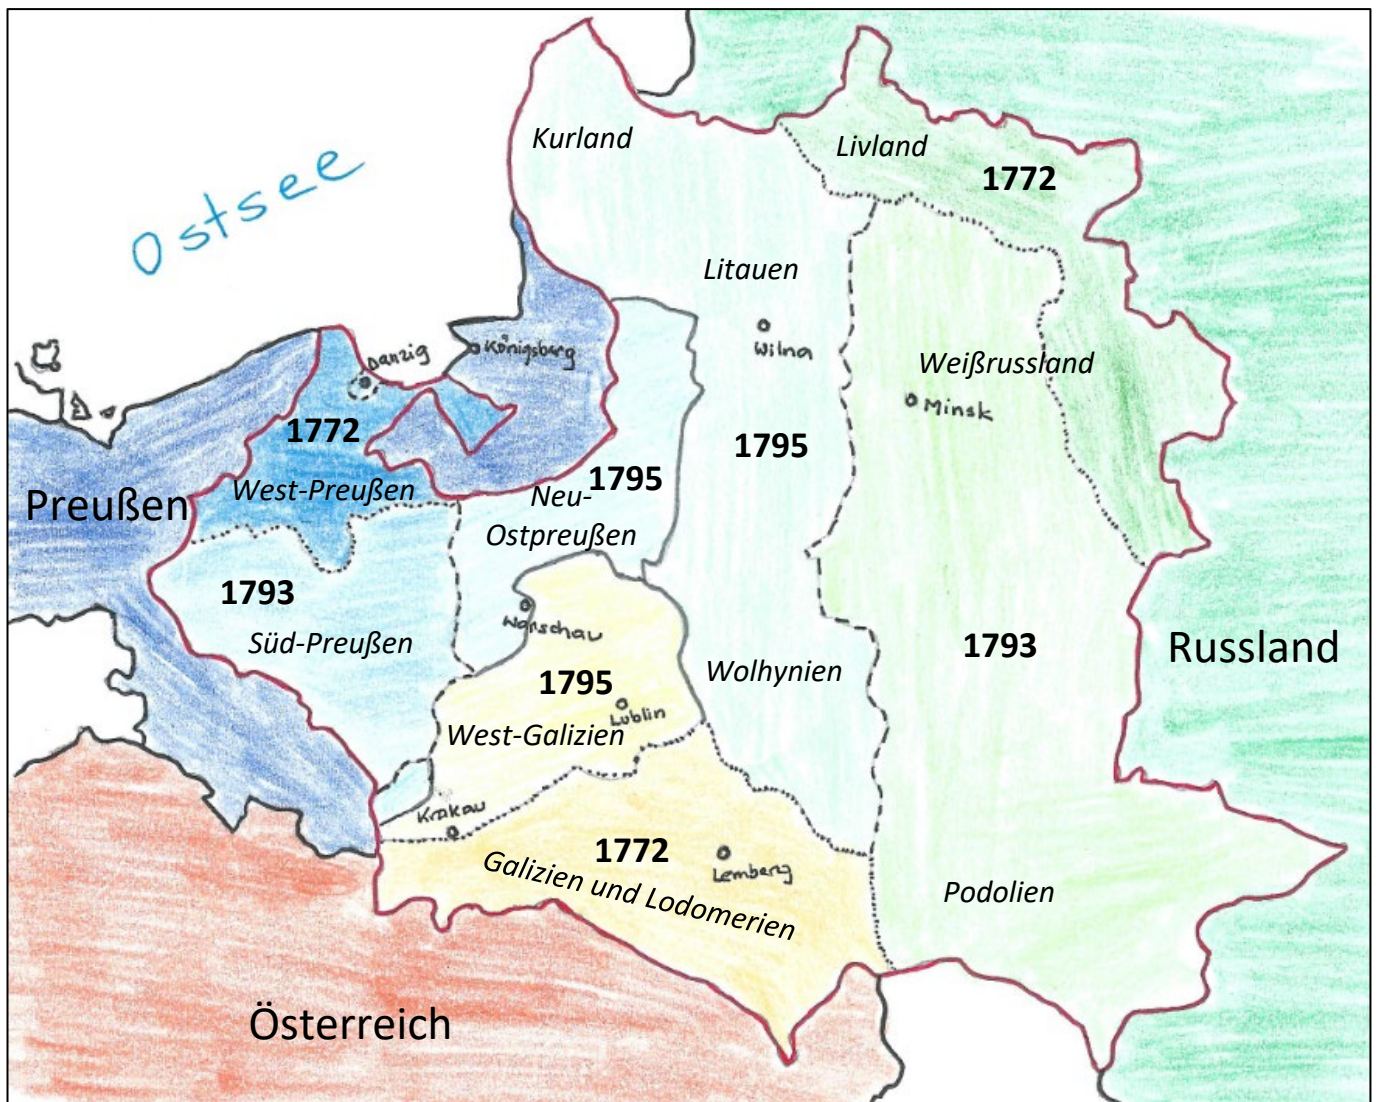 Kurland
Livland
1772
Ostsee
Litauen
Wilna
Danzig
Königsberg
Weißrussland
Minsk
1772
1795
1795
West-Preußen
Neu-
Ostpreußen
Preußen
1793
Süd-Preußen
Warschau
1795
Lublin
West-Galizien
Wolhynien
1793
Russland
Krakau
1772
Lemberg
Galizien und Lodomerien
Podolien
Österreich